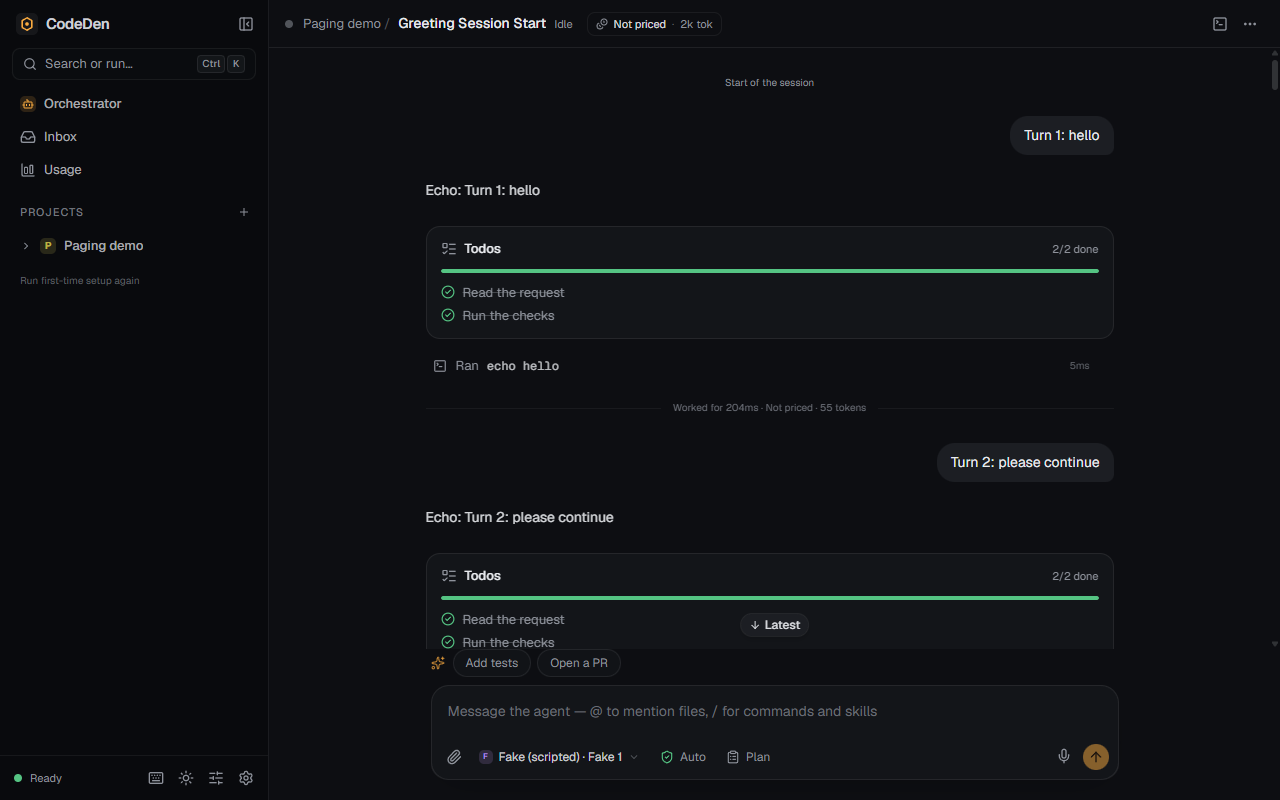 CodeDen
Search or run… Ctrl K
Orchestrator
Inbox
Usage
PROJECTS
P Paging demo
Run first-time setup again
Ready
Paging demo / Greeting Session Start Idle Not priced · 2k tok
Start of the session
Turn 1: hello
Echo: Turn 1: hello
Todos 2/2 done
Read the request
Run the checks
Ran echo hello 5ms
Worked for 204ms · Not priced · 55 tokens
Turn 2: please continue
Echo: Turn 2: please continue
Todos 2/2 done
Read the request
Latest
Run the checks
Add tests Open a PR
Message the agent — @ to mention files, / for commands and skills
F Fake (scripted) · Fake 1 Auto Plan